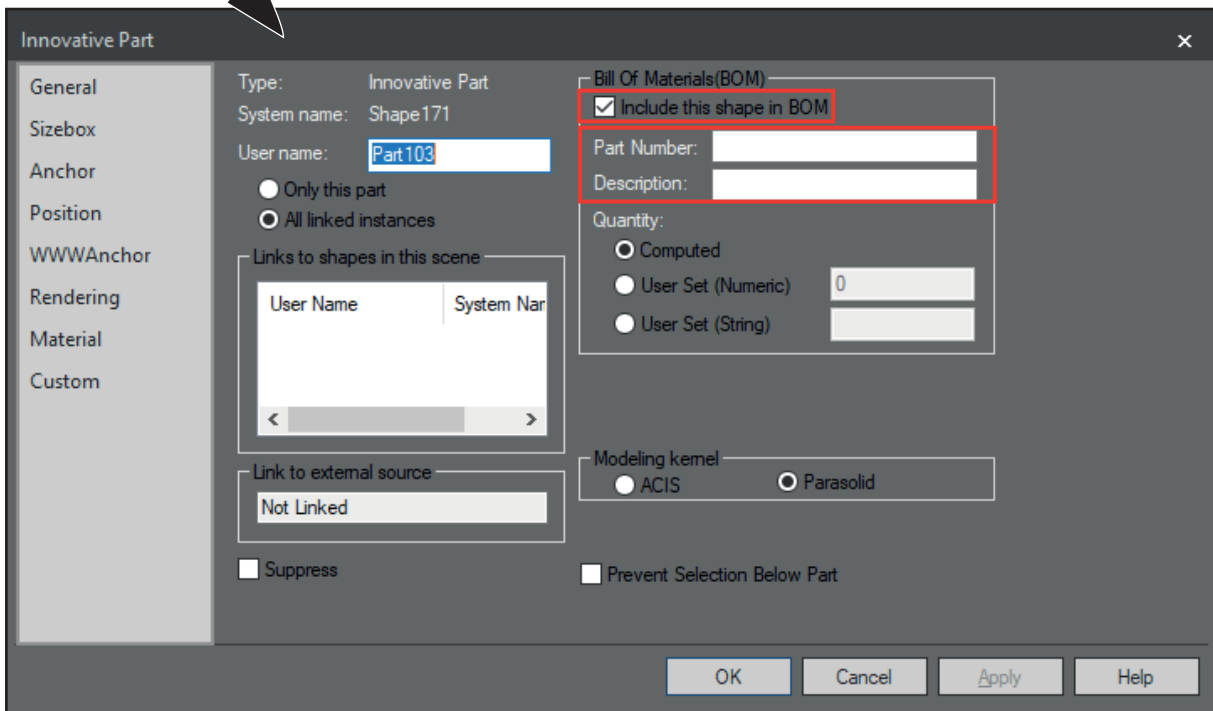 Innovative Part
General
Sizebox
Anchor
Position
WWWAnchor
Rendering
Material
Custom
Type: Innovative Part
System name: Shape171
User name: Part103
Only this part
All linked instances
Links to shapes in this scene
User Name System Nar
Link to external source
Not Linked
Suppress
Bill Of Materials(BOM)
Include this shape in BOM
Part Number:
Description:
Quantity:
Computed
User Set (Numeric) 0
User Set (String)
Modeling kernel
ACIS Parasolid
Prevent Selection Below Part
OK Cancel Apply Help